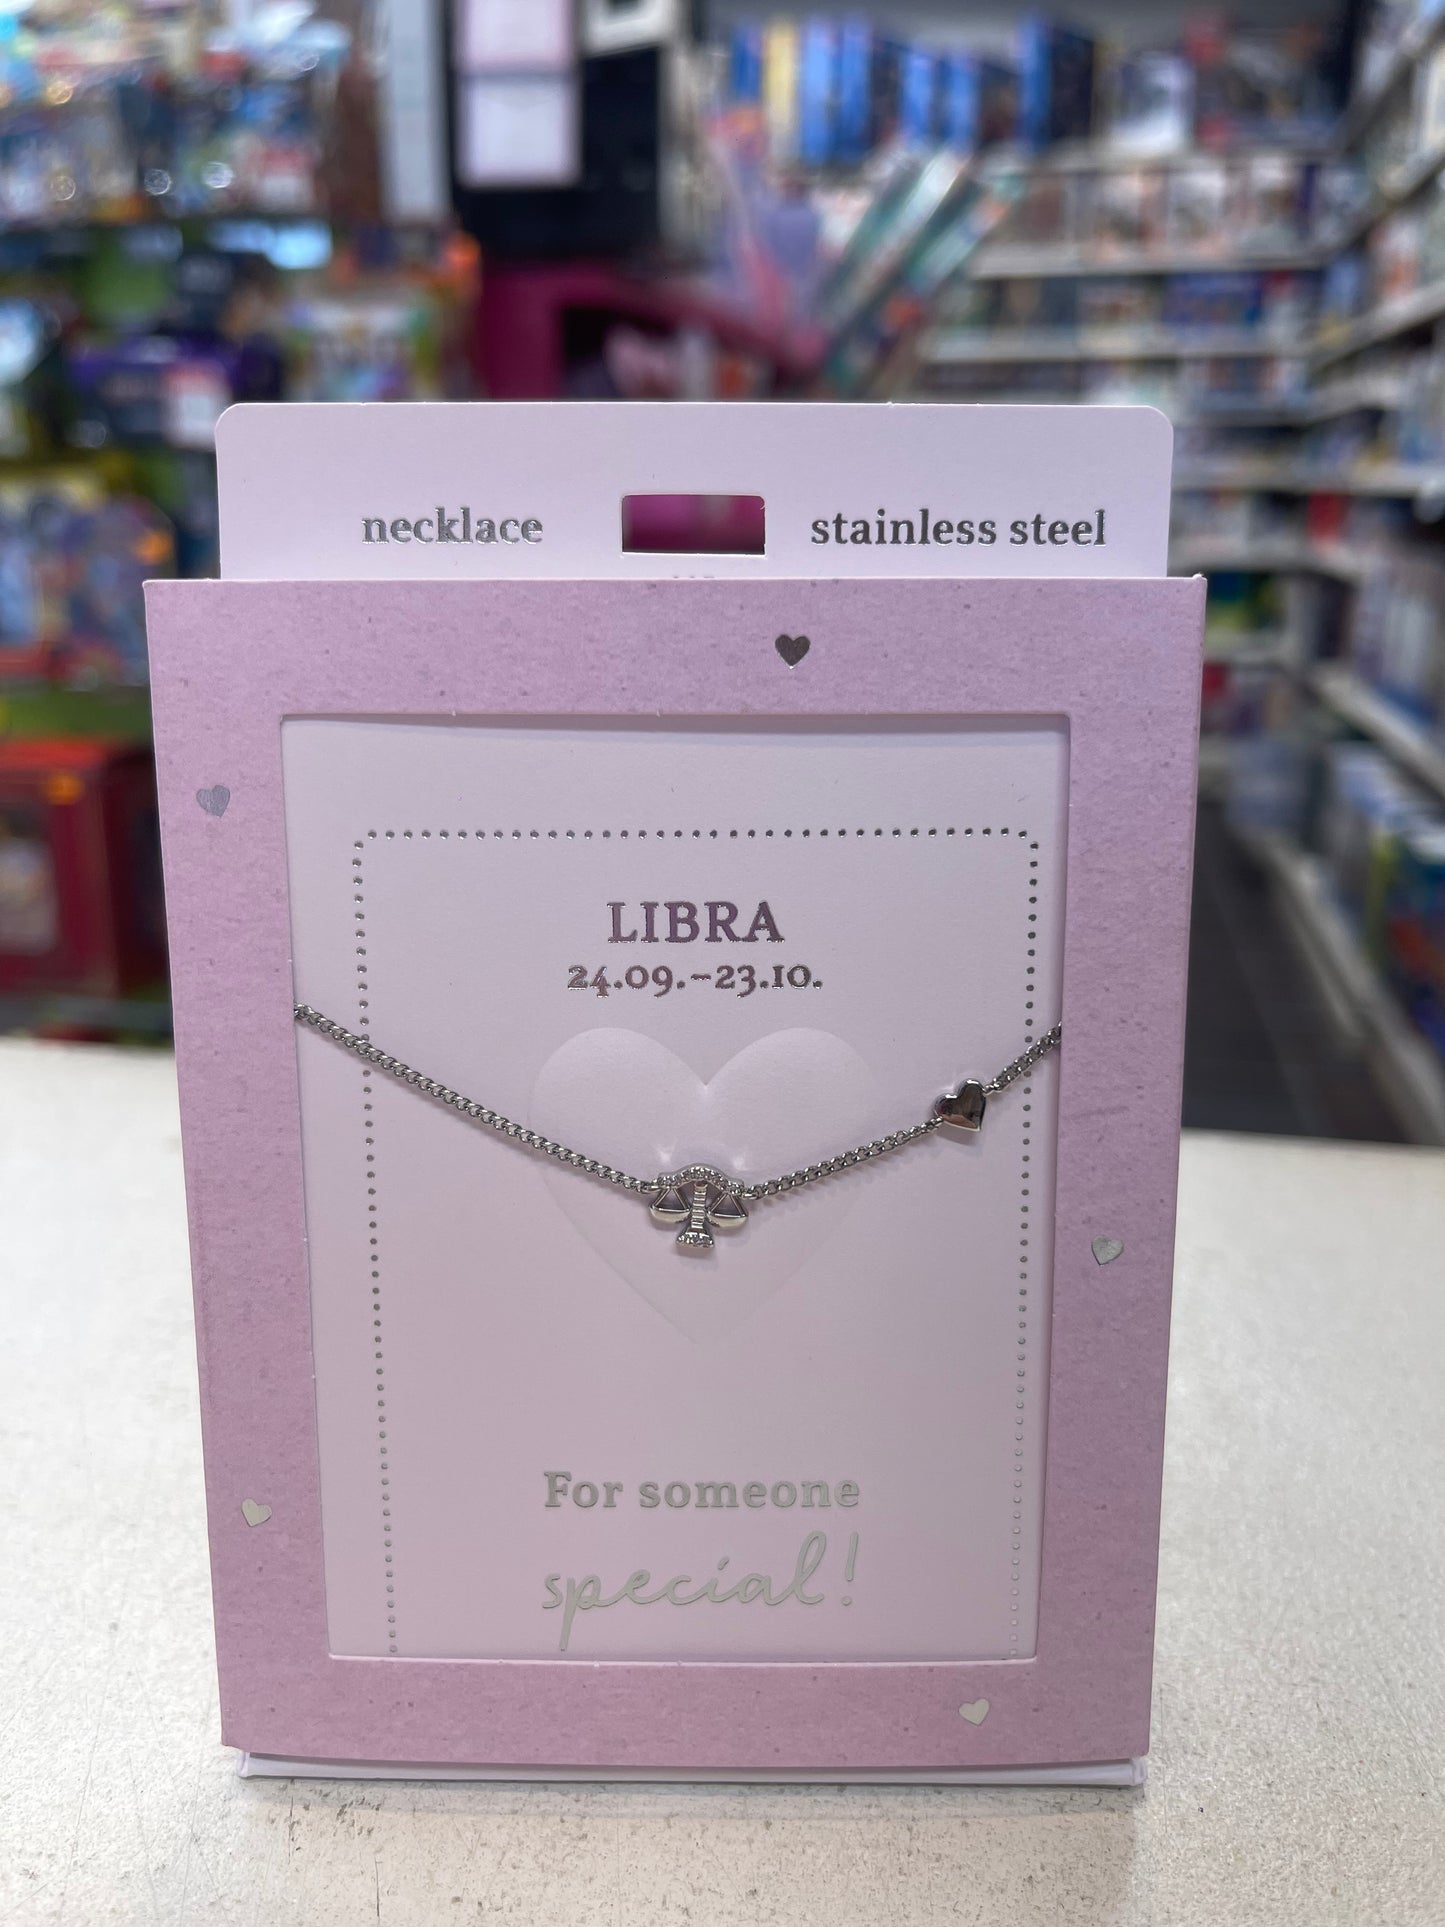 necklace
stainless steel
LIBRA
24.09.–23.10.
For someone
special!